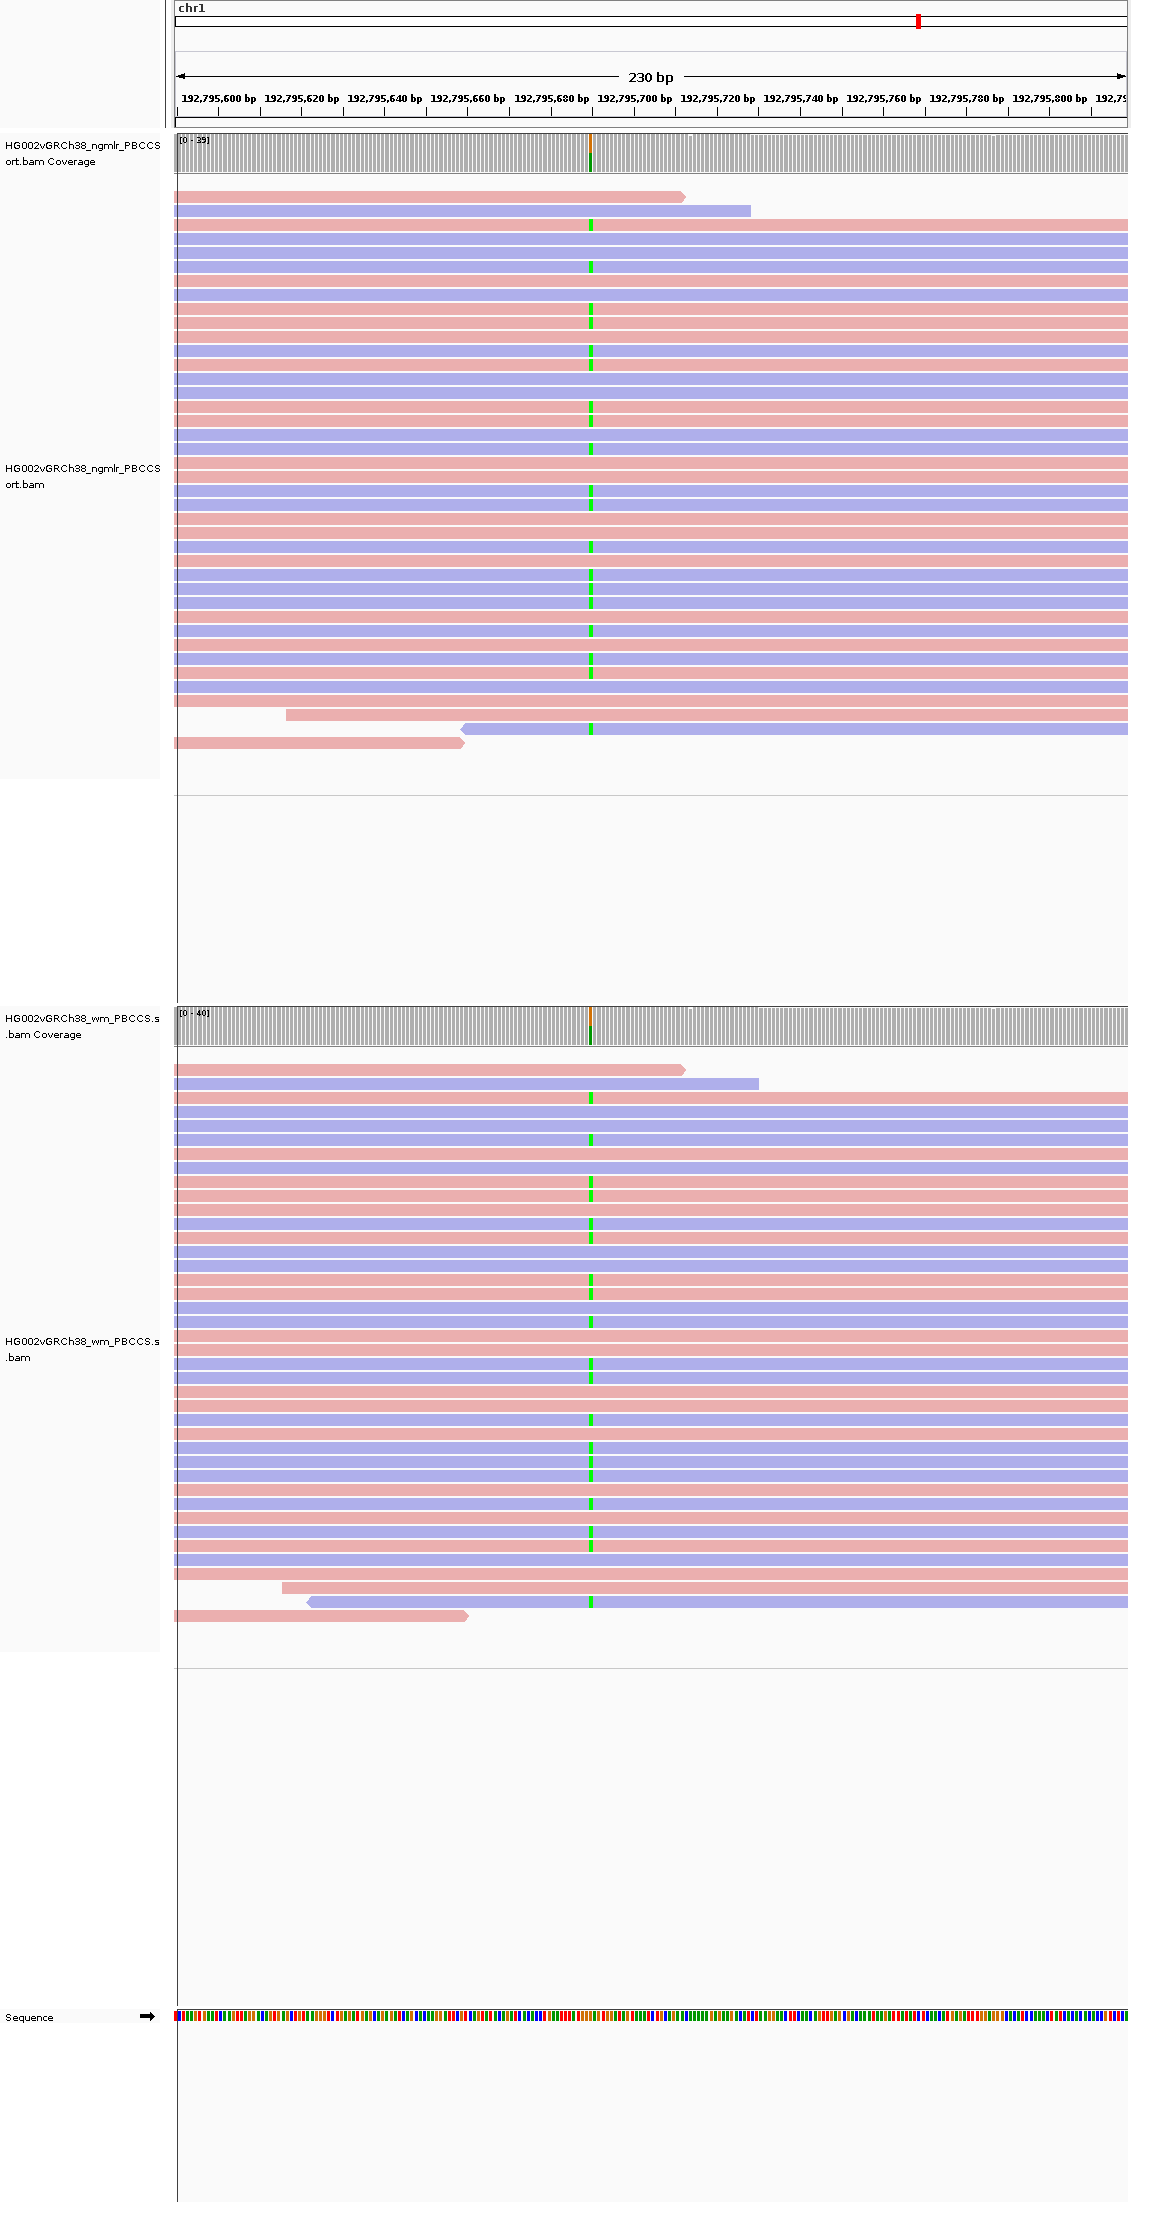 chr1
230 bp
192,795,600 bp 192,795,620 bp 192,795,640 bp 192,795,660 bp 192,795,680 bp 192,795,700 bp 192,795,720 bp 192,795,740 bp 192,795,760 bp 192,795,780 bp 192,795,800 bp 192,79
HG002vGRCh38_ngmlr_PBCCS
ort.bam Coverage
[0 - 39]
HG002vGRCh38_ngmlr_PBCCS
ort.bam
HG002vGRCh38_wm_PBCCS.s
.bam Coverage
[0 - 40]
HG002vGRCh38_wm_PBCCS.s
.bam
Sequence